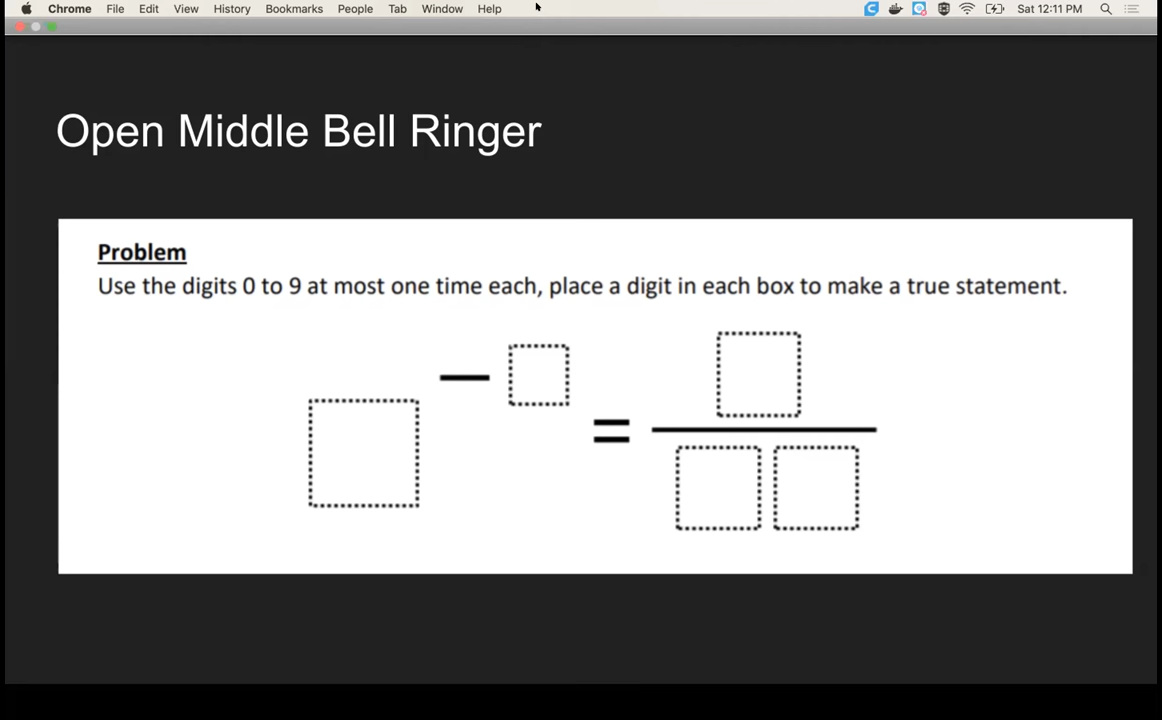 Chrome File Edit View History Bookmarks People Tab Window Help Sat 12:11 PM
Open Middle Bell Ringer
Problem
Use the digits 0 to 9 at most one time each, place a digit in each box to make a true statement.
− =